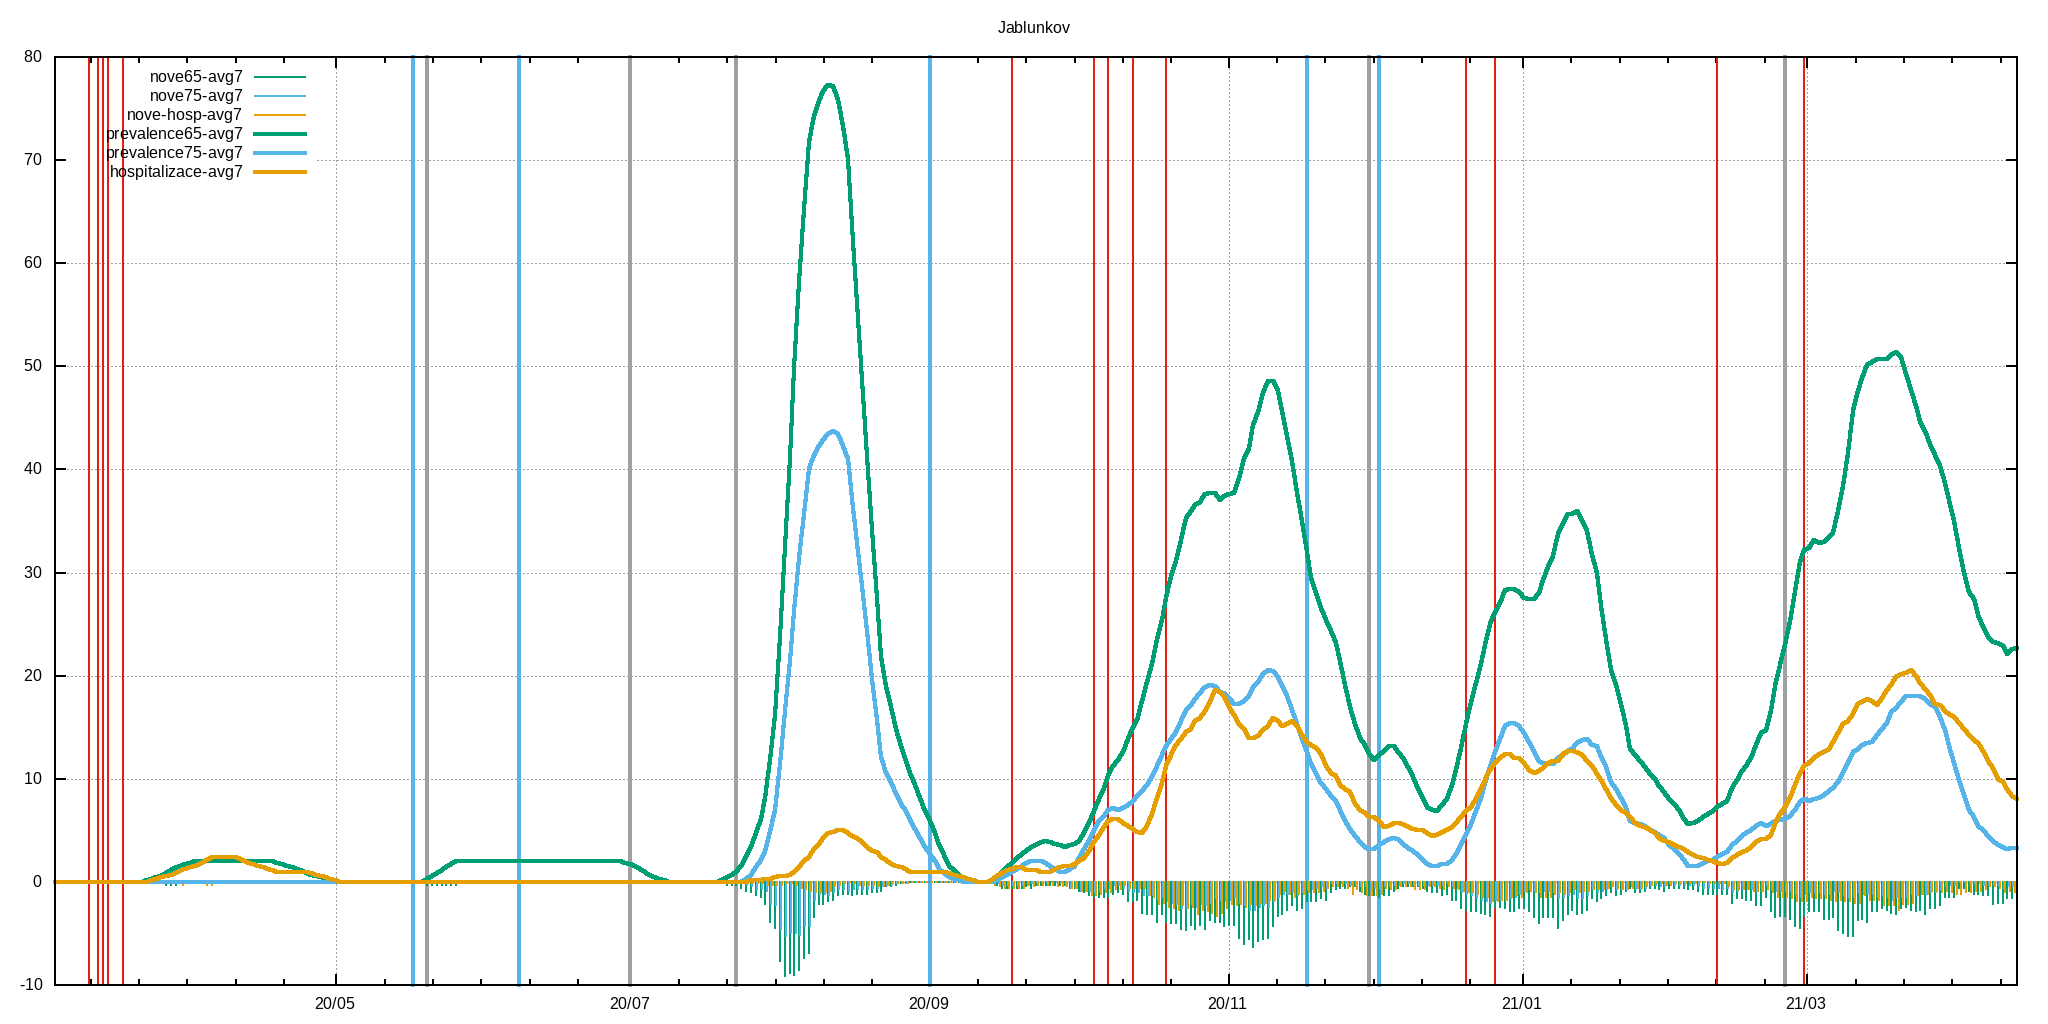 Jablunkov
80
70
60
50
40
30
20
10
0
-10
nove65-avg7
nove75-avg7
nove-hosp-avg7
prevalence65-avg7
prevalence75-avg7
hospitalizace-avg7
20/05 20/07 20/09 20/11 21/01 21/03